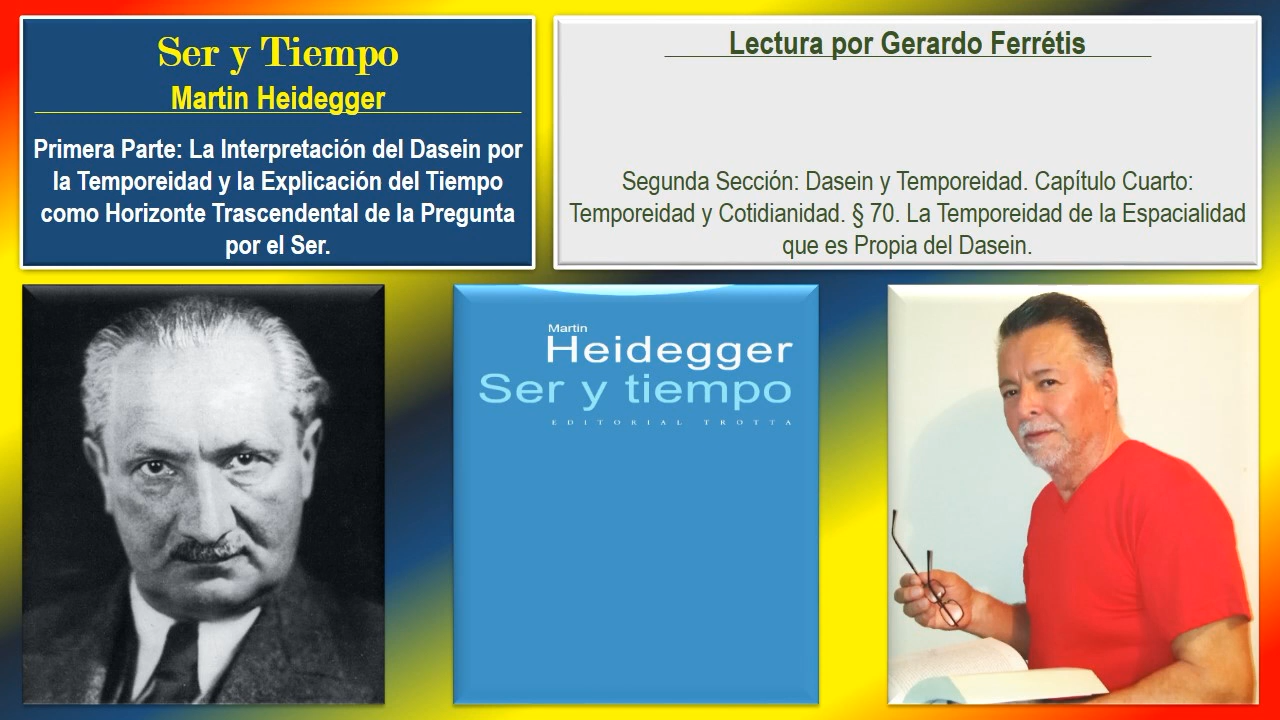 Ser y Tiempo
Martin Heidegger
Primera Parte: La Interpretación del Dasein por
la Temporeidad y la Explicación del Tiempo
como Horizonte Trascendental de la Pregunta
por el Ser.
Lectura por Gerardo Ferrétis
Segunda Sección: Dasein y Temporeidad. Capítulo Cuarto:
Temporeidad y Cotidianidad. § 70. La Temporeidad de la Espacialidad
que es Propia del Dasein.
Martin
Heidegger
Ser y tiempo
EDITORIAL TROTTA